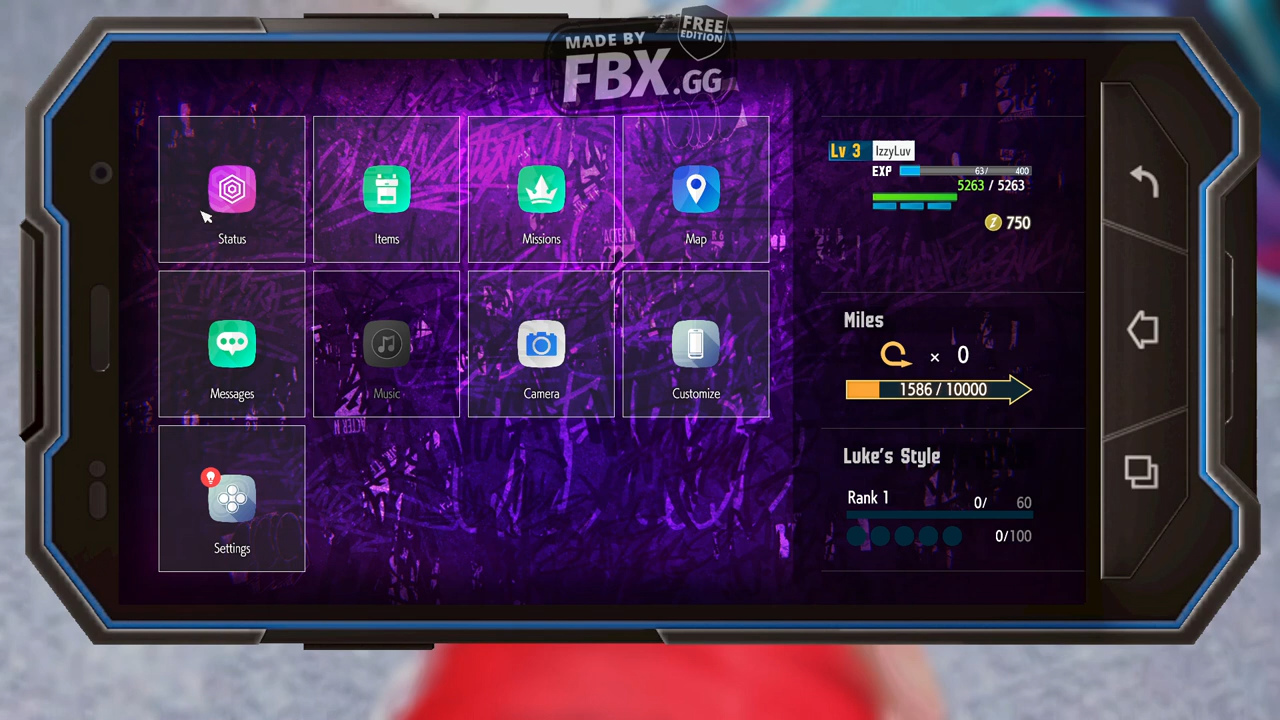 MADE BY
FREE
EDITION
FBX.GG
Status
Items
Missions
Map
Messages
Music
Camera
Customize
Settings
Lv 3 IzzyLuv
EXP 63/ 400
5263 / 5263
750
Miles
× 0
1586 / 10000
Luke's Style
Rank 1 0/ 60
0/100